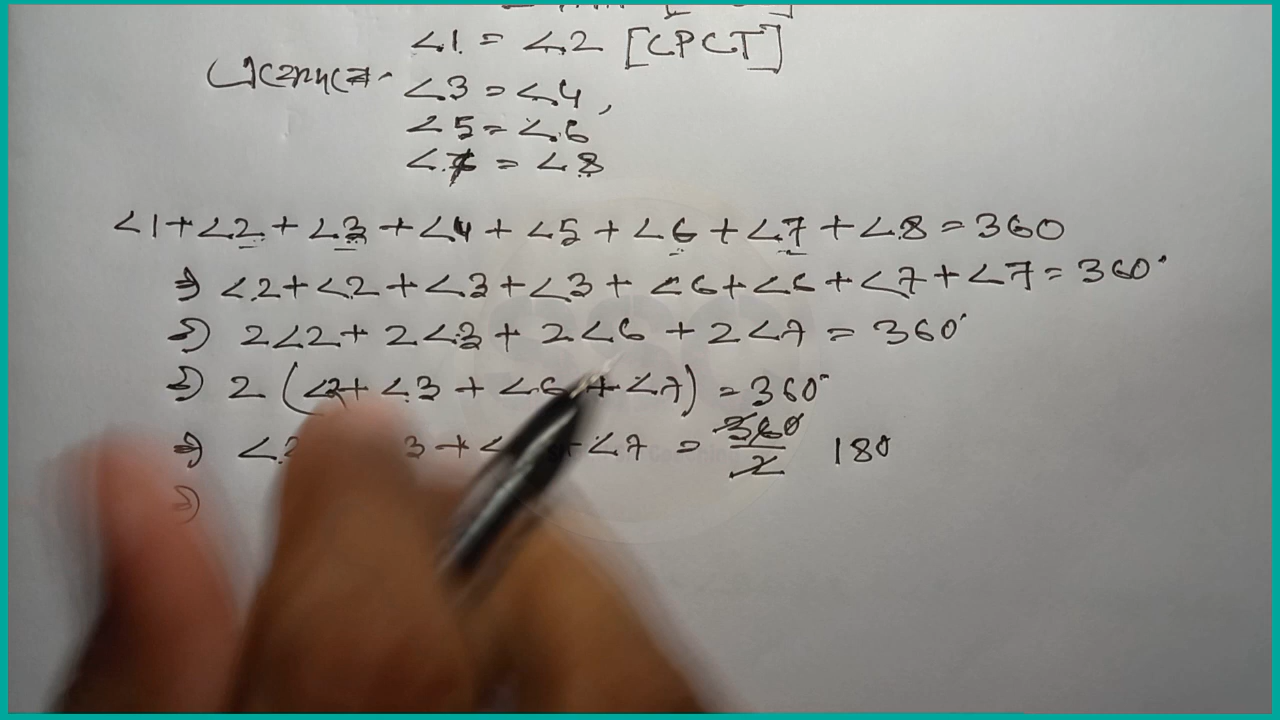 ∠1 = ∠2 [CPCT]
∠3 = ∠4,
∠5 = ∠6
∠7 = ∠8
∠1+∠2+∠3+∠4+∠5+∠6+∠7+∠8=360
⇒ ∠2+∠2+∠3+∠3+∠6+∠6+∠7+∠7=360°
⇒ 2∠2+2∠3+2∠6+2∠7=360°
⇒ 2(∠2+∠3+∠6+∠7)=360°
⇒ ∠2 3+∠ +∠7 = 360/2 180
⇒